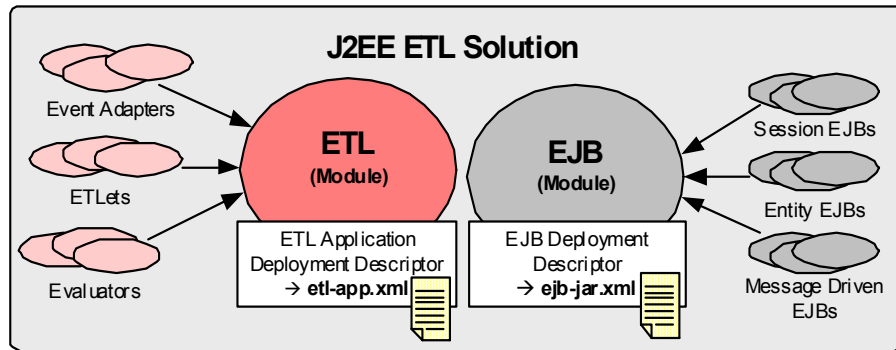 J2EE ETL Solution
Event Adapters
ETLets
Evaluators
ETL
(Module)
ETL Application
Deployment Descriptor
→ etl-app.xml
EJB
(Module)
EJB Deployment
Descriptor
→ ejb-jar.xml
Session EJBs
Entity EJBs
Message Driven
EJBs